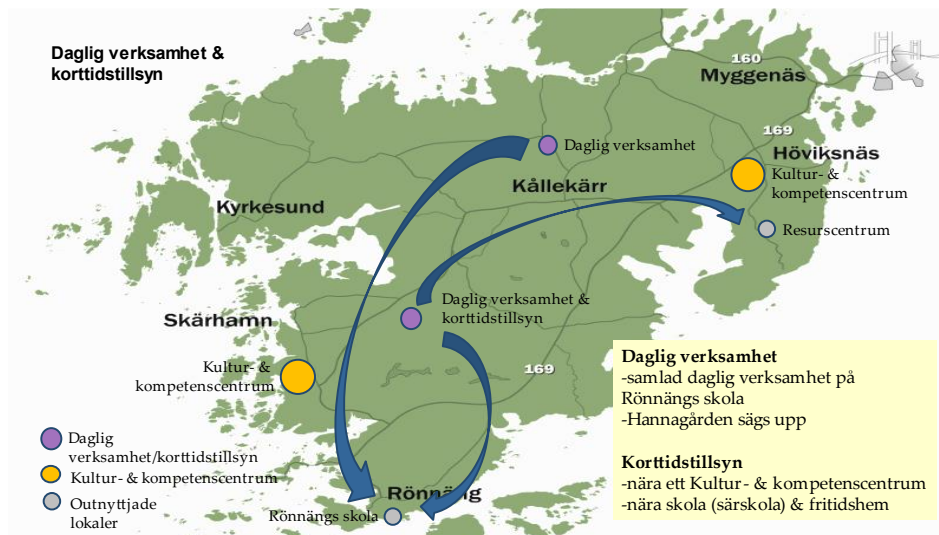 Daglig verksamhet &
korttidstillsyn
160
Myggenäs
169
Höviksnäs
Daglig verksamhet
Kultur- &
kompetenscentrum
Kållekärr
Kyrkesund
Resurscentrum
Daglig verksamhet &
korttidstillsyn
Skärhamn
Kultur- &
kompetenscentrum
169
Daglig verksamhet
-samlad daglig verksamhet på
Rönnängs skola
-Hannagården sägs upp
Korttidstillsyn
-nära ett Kultur- & kompetenscentrum
-nära skola (särskola) & fritidshem
Daglig
verksamhet/korttidstillsyn
Kultur- & kompetenscentrum
Outnyttjade
lokaler
Rönnäng
Rönnängs skola